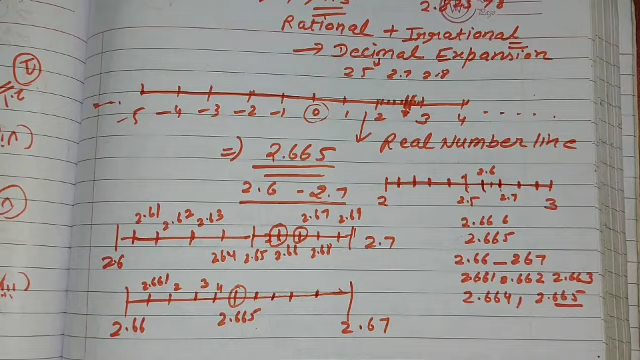 Rational + Irrational
→ Decimal Expansion
2.5 2.7 2.8
-5 -4 -3 -2 -1 0 1 2 3 4 .....
Real Number line
=) 2.665
2.6 - 2.7
2.6
2 2.5 2.7 3
2.61 2.62 2.63 2.67 2.69
2.6 2.64 2.65 2.66 2.68 2.7
2.666
2.665
2.66 - 867
2.661 2.662 2.663
2.664, 2.665
2.661 2 3 4
2.66 2.665 2.67